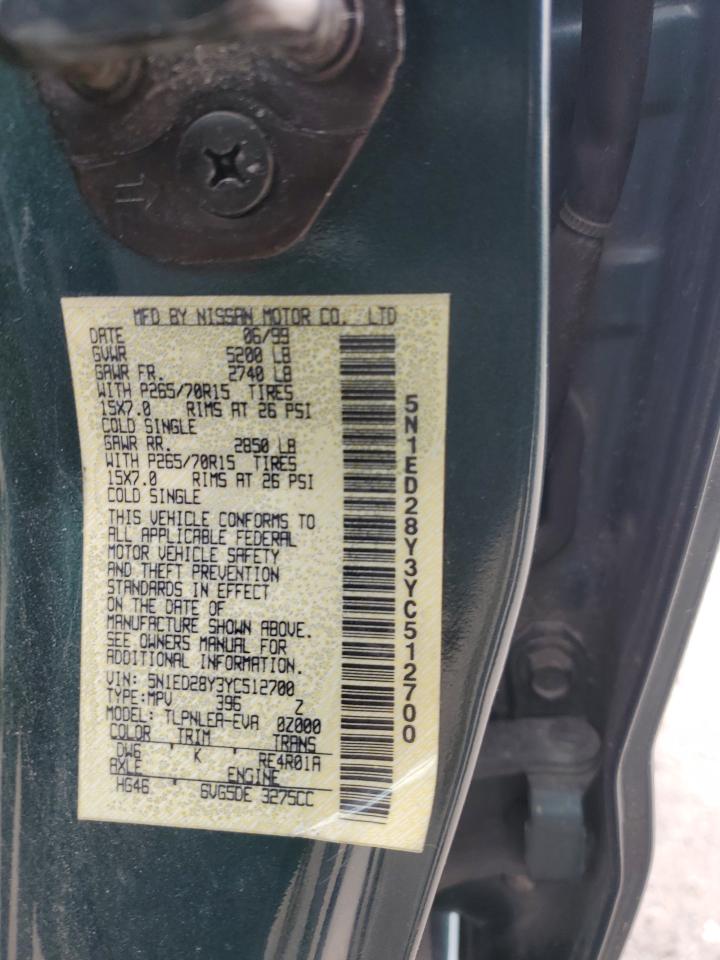 MFD BY NISSAN MOTOR CO. LTD
DATE 06/99
GVWR 5200 LB
GAWR FR. 2740 LB
WITH P265/70R15 TIRES
15X7.0 RIMS AT 26 PSI
COLD SINGLE
GAWR RR. 2850 LB
WITH P265/70R15 TIRES
15X7.0 RIMS AT 26 PSI
COLD SINGLE
THIS VEHICLE CONFORMS TO
ALL APPLICABLE FEDERAL
MOTOR VEHICLE SAFETY
AND THEFT PREVENTION
STANDARDS IN EFFECT
ON THE DATE OF
MANUFACTURE SHOWN ABOVE.
SEE OWNERS MANUAL FOR
ADDITIONAL INFORMATION.
VIN: 5N1ED28Y3YC512700
TYPE:MPV 396 Z
MODEL: TLPNLEA-EVA 0Z000
COLOR TRIM TRANS
DW6 K RE4R01A
AXLE ENGINE
HG46 6VG5DE 3275CC
5N1ED28Y3YC512700